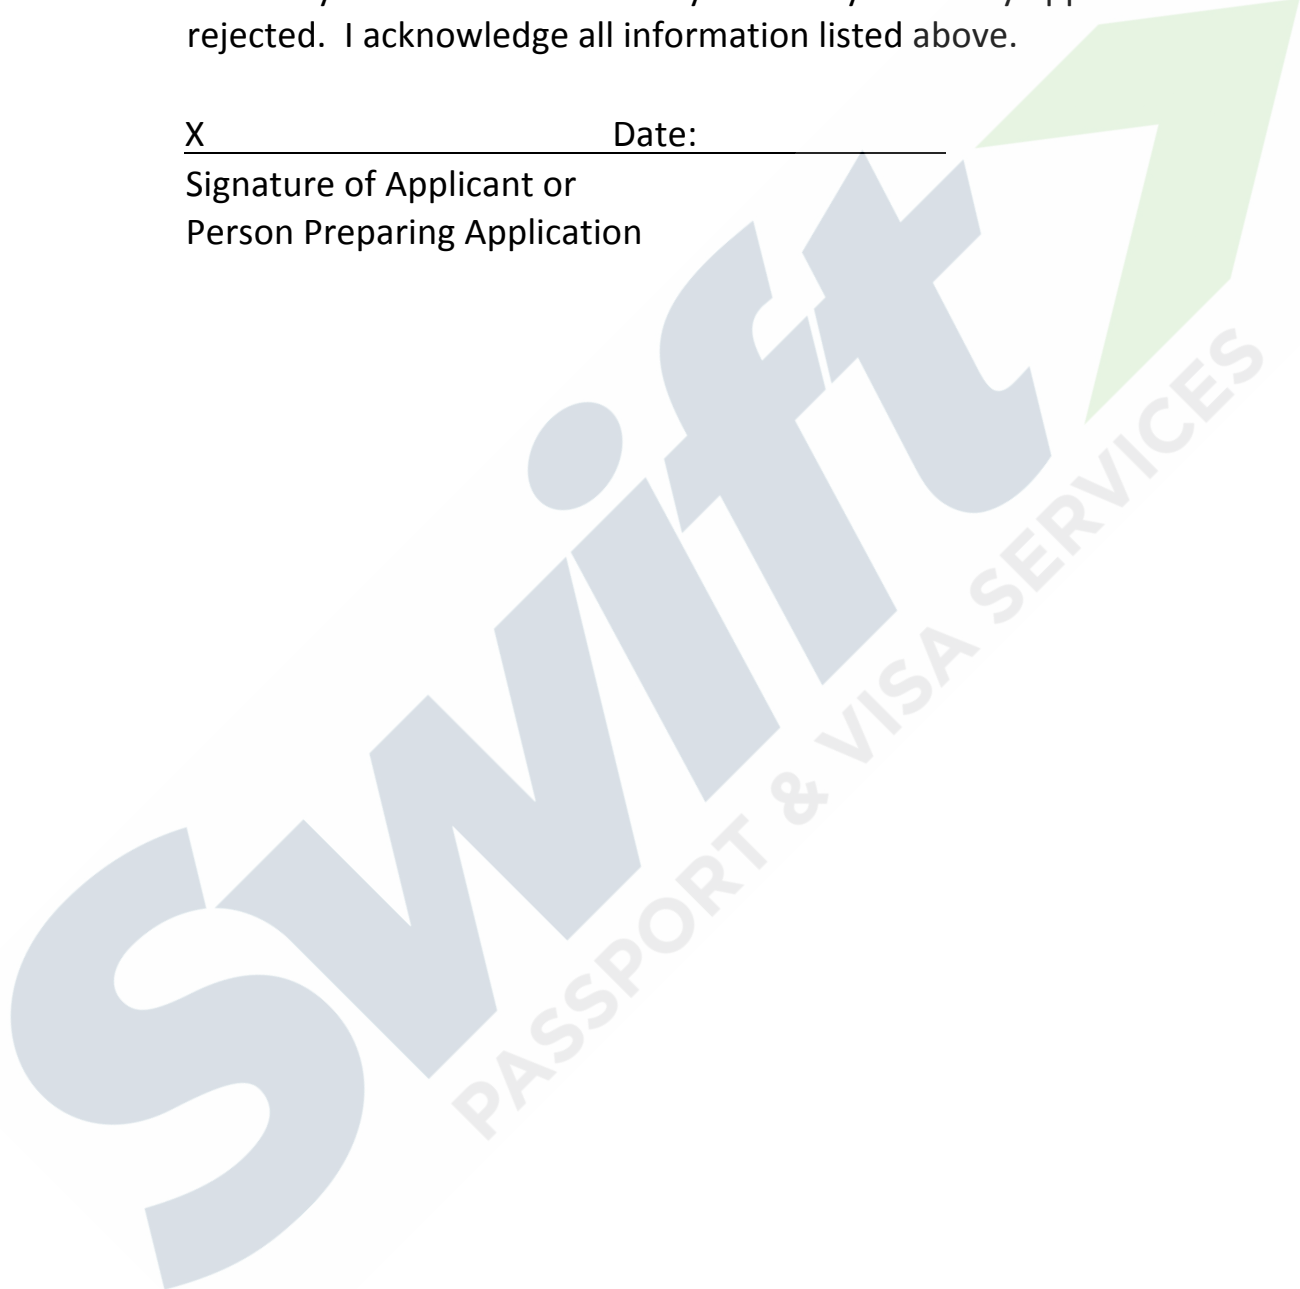 rejected.  I acknowledge all information listed above.
X Date:
Signature of Applicant or
Person Preparing Application
Swift
PASSPORT & VISA SERVICES